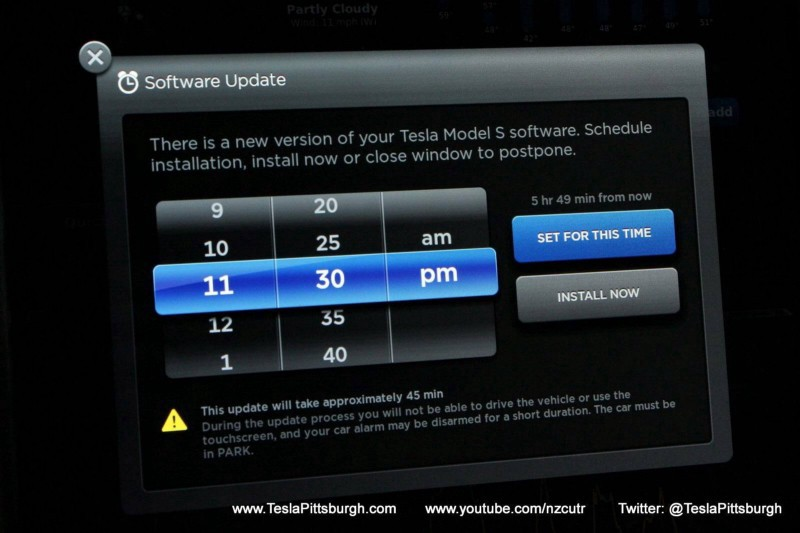 Partly Cloudy
Software Update
There is a new version of your Tesla Model S software. Schedule
installation, install now or close window to postpone.
9 20
10 25 am
11 30 pm
12 35
1 40
5 hr 49 min from now
SET FOR THIS TIME
INSTALL NOW
add
This update will take approximately 45 min
During the update process you will not be able to drive the vehicle or use the
touchscreen, and your car alarm may be disarmed for a short duration. The car must be
in PARK.
www.TeslaPittsburgh.com www.youtube.com/nzcutr Twitter: @TeslaPittsburgh